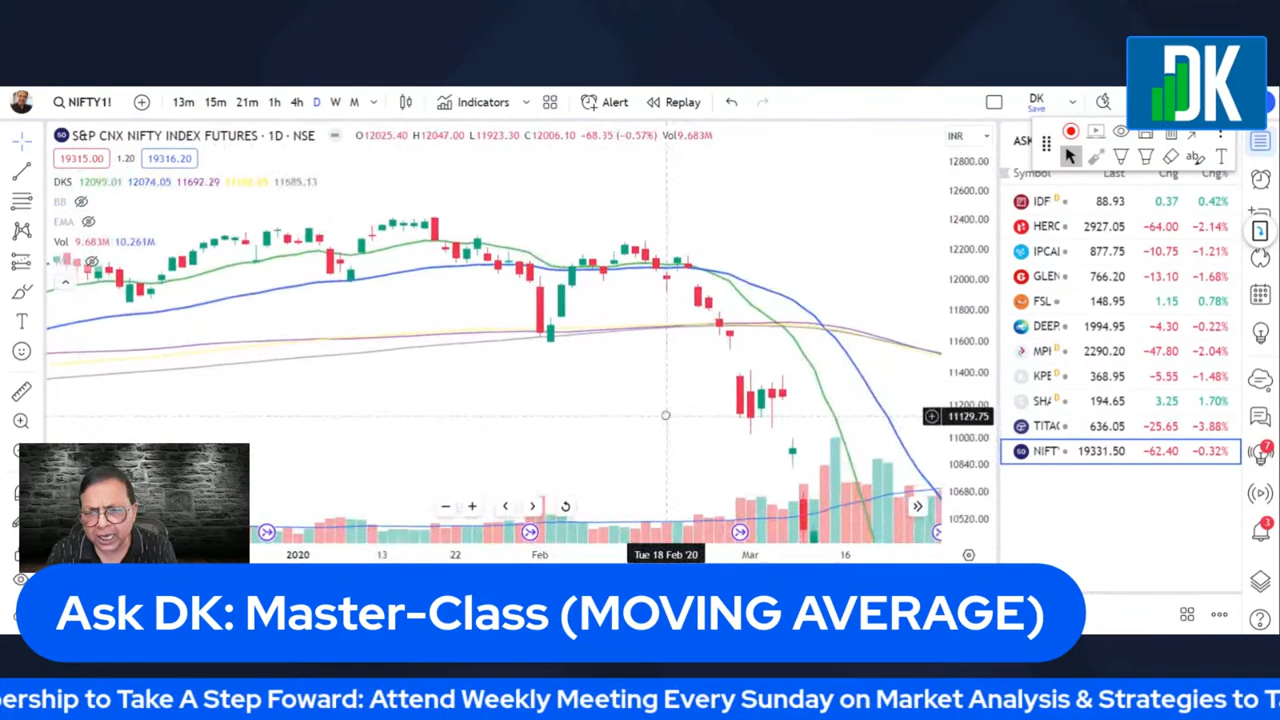 DK
NIFTY1!
13m 15m 21m 1h 4h D W M
Indicators
Alert
Replay
DK
Save
S&P CNX NIFTY INDEX FUTURES · 1D · NSE
O12025.40 H12047.00 L11923.30 C12006.10 -68.35 (-0.57%) Vol9.683M
INR
ASK
19315.00 1.20 19316.20
DKS 12095.01 12074.05 11692.29 11685.13
BB
EMA
Vol 9.683M 10.261M
12800.00
12600.00
12400.00
12200.00
12000.00
11800.00
11600.00
11400.00
11200.00
11129.75
11000.00
10840.00
10680.00
10520.00
Symbol Last Chg Chg%
IDF D 88.93 0.37 0.42%
HERC 2927.05 −64.00 −2.14%
IPCAI 877.75 −10.75 −1.21%
GLEN D 766.20 −13.10 −1.68%
FSL 148.95 1.15 0.78%
DEEP 1994.95 −4.30 −0.22%
MPI 2290.20 −47.80 −2.04%
KPE 368.95 −5.55 −1.48%
SHA 194.65 3.25 1.70%
TITAC 636.05 −25.65 −3.88%
NIFT 19331.50 −62.40 −0.32%
7
3
2020 13 22 Feb Tue 18 Feb '20 Mar 16
Ask DK: Master-Class (MOVING AVERAGE)
bership to Take A Step Foward: Attend Weekly Meeting Every Sunday on Market Analysis & Strategies to T